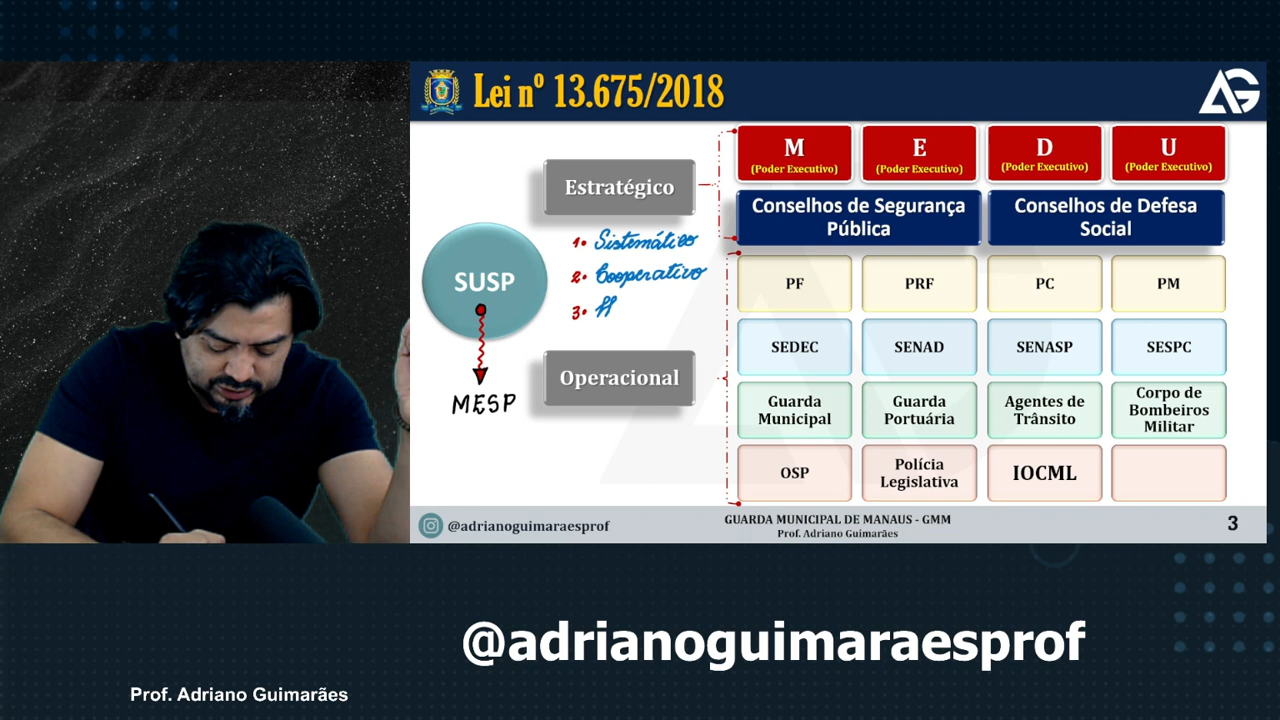 Lei nº 13.675/2018
AG
M
(Poder Executivo)
E
(Poder Executivo)
D
(Poder Executivo)
U
(Poder Executivo)
Estratégico
Conselhos de Segurança
Pública
Conselhos de Defesa
Social
1. Sistemático
2. Cooperativo
3. H
SUSP
MESP
Operacional
PF
PRF
PC
PM
SEDEC
SENAD
SENASP
SESPC
Guarda
Municipal
Guarda
Portuária
Agentes de
Trânsito
Corpo de
Bombeiros
Militar
OSP
Polícia
Legislativa
IOCML
@adrianoguimaraesprof
GUARDA MUNICIPAL DE MANAUS - GMM
Prof. Adriano Guimarães
3
@adrianoguimaraesprof
Prof. Adriano Guimarães